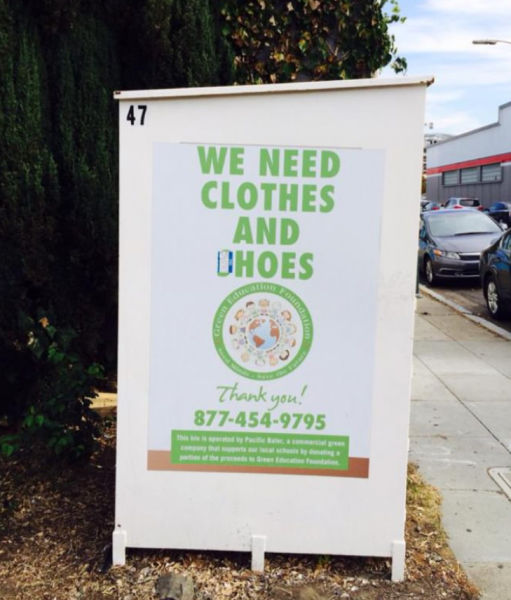 47
WE NEED
CLOTHES
AND
HOES
Green Education Foundation
Thank you!
877-454-9795
This bin is operated by Pacific Baler, a commercial green
company that supports our local schools by donating a
portion of the proceeds to Green Education Foundation.